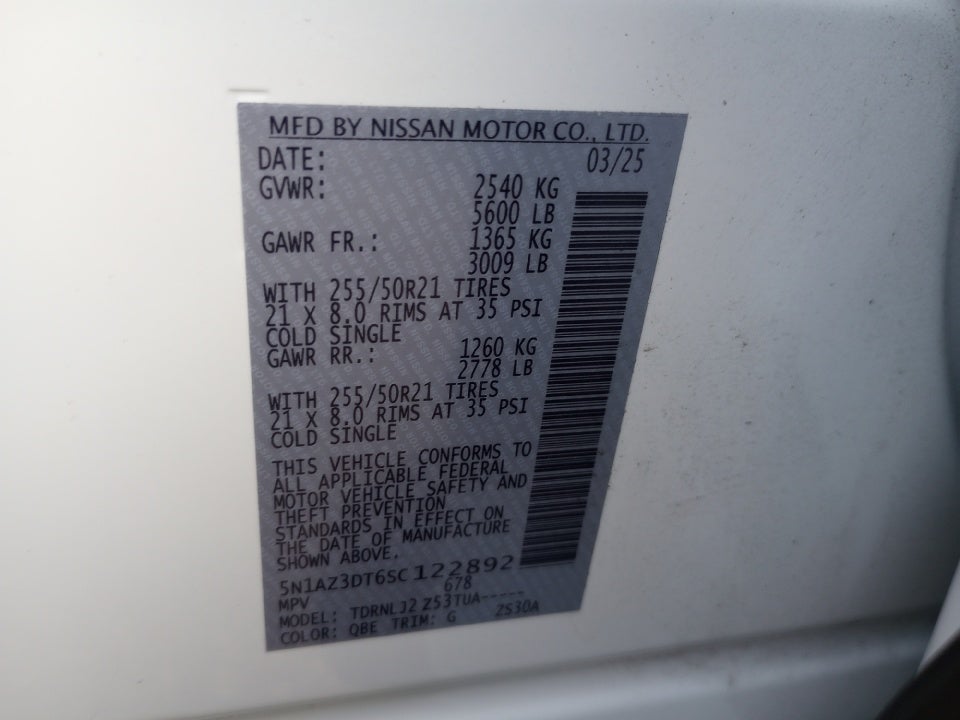 MFD BY NISSAN MOTOR CO., LTD.
DATE: 03/25
GVWR: 2540 KG
5600 LB
GAWR FR.: 1365 KG
3009 LB
WITH 255/50R21 TIRES
21 X 8.0 RIMS AT 35 PSI
COLD SINGLE
GAWR RR.: 1260 KG
2778 LB
WITH 255/50R21 TIRES
21 X 8.0 RIMS AT 35 PSI
COLD SINGLE
THIS VEHICLE CONFORMS TO
ALL APPLICABLE FEDERAL
MOTOR VEHICLE SAFETY AND
THEFT PREVENTION
STANDARDS IN EFFECT ON
THE DATE OF MANUFACTURE
SHOWN ABOVE.
5N1AZ3DT6SC122892
MPV 678
MODEL: TDRNLJ2 Z53TUA-----
COLOR: QBE TRIM: G ZS30A